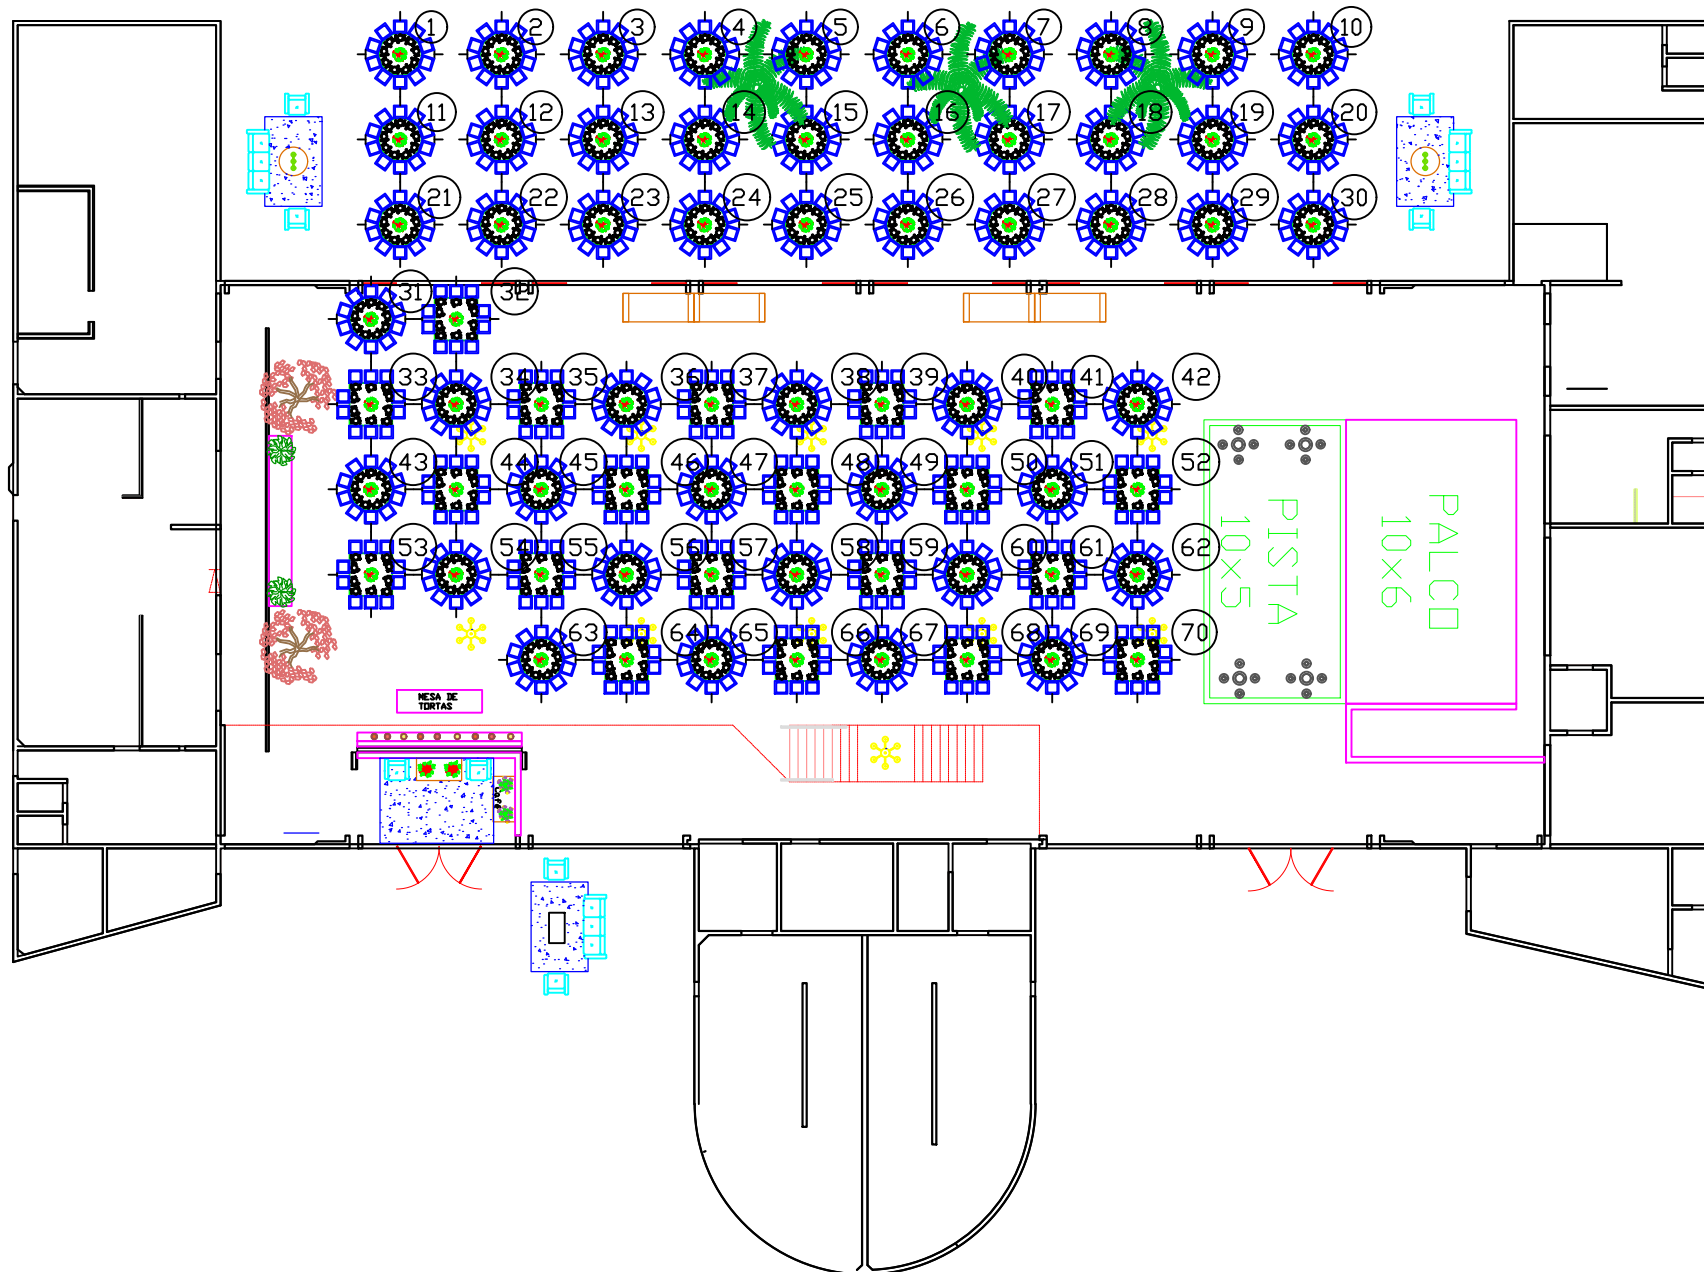 1 2 3 4 5 6 7 8 9 10
11 12 13 14 15 16 17 18 19 20
21 22 23 24 25 26 27 28 29 30
31 32
33 34 35 36 37 38 39 40 41 42
43 44 45 46 47 48 49 50 51 52
53 54 55 56 57 58 59 60 61 62
63 64 65 66 67 68 69 70
PISTA
10x5
PALCO
10x6
MESA DE
TORTAS